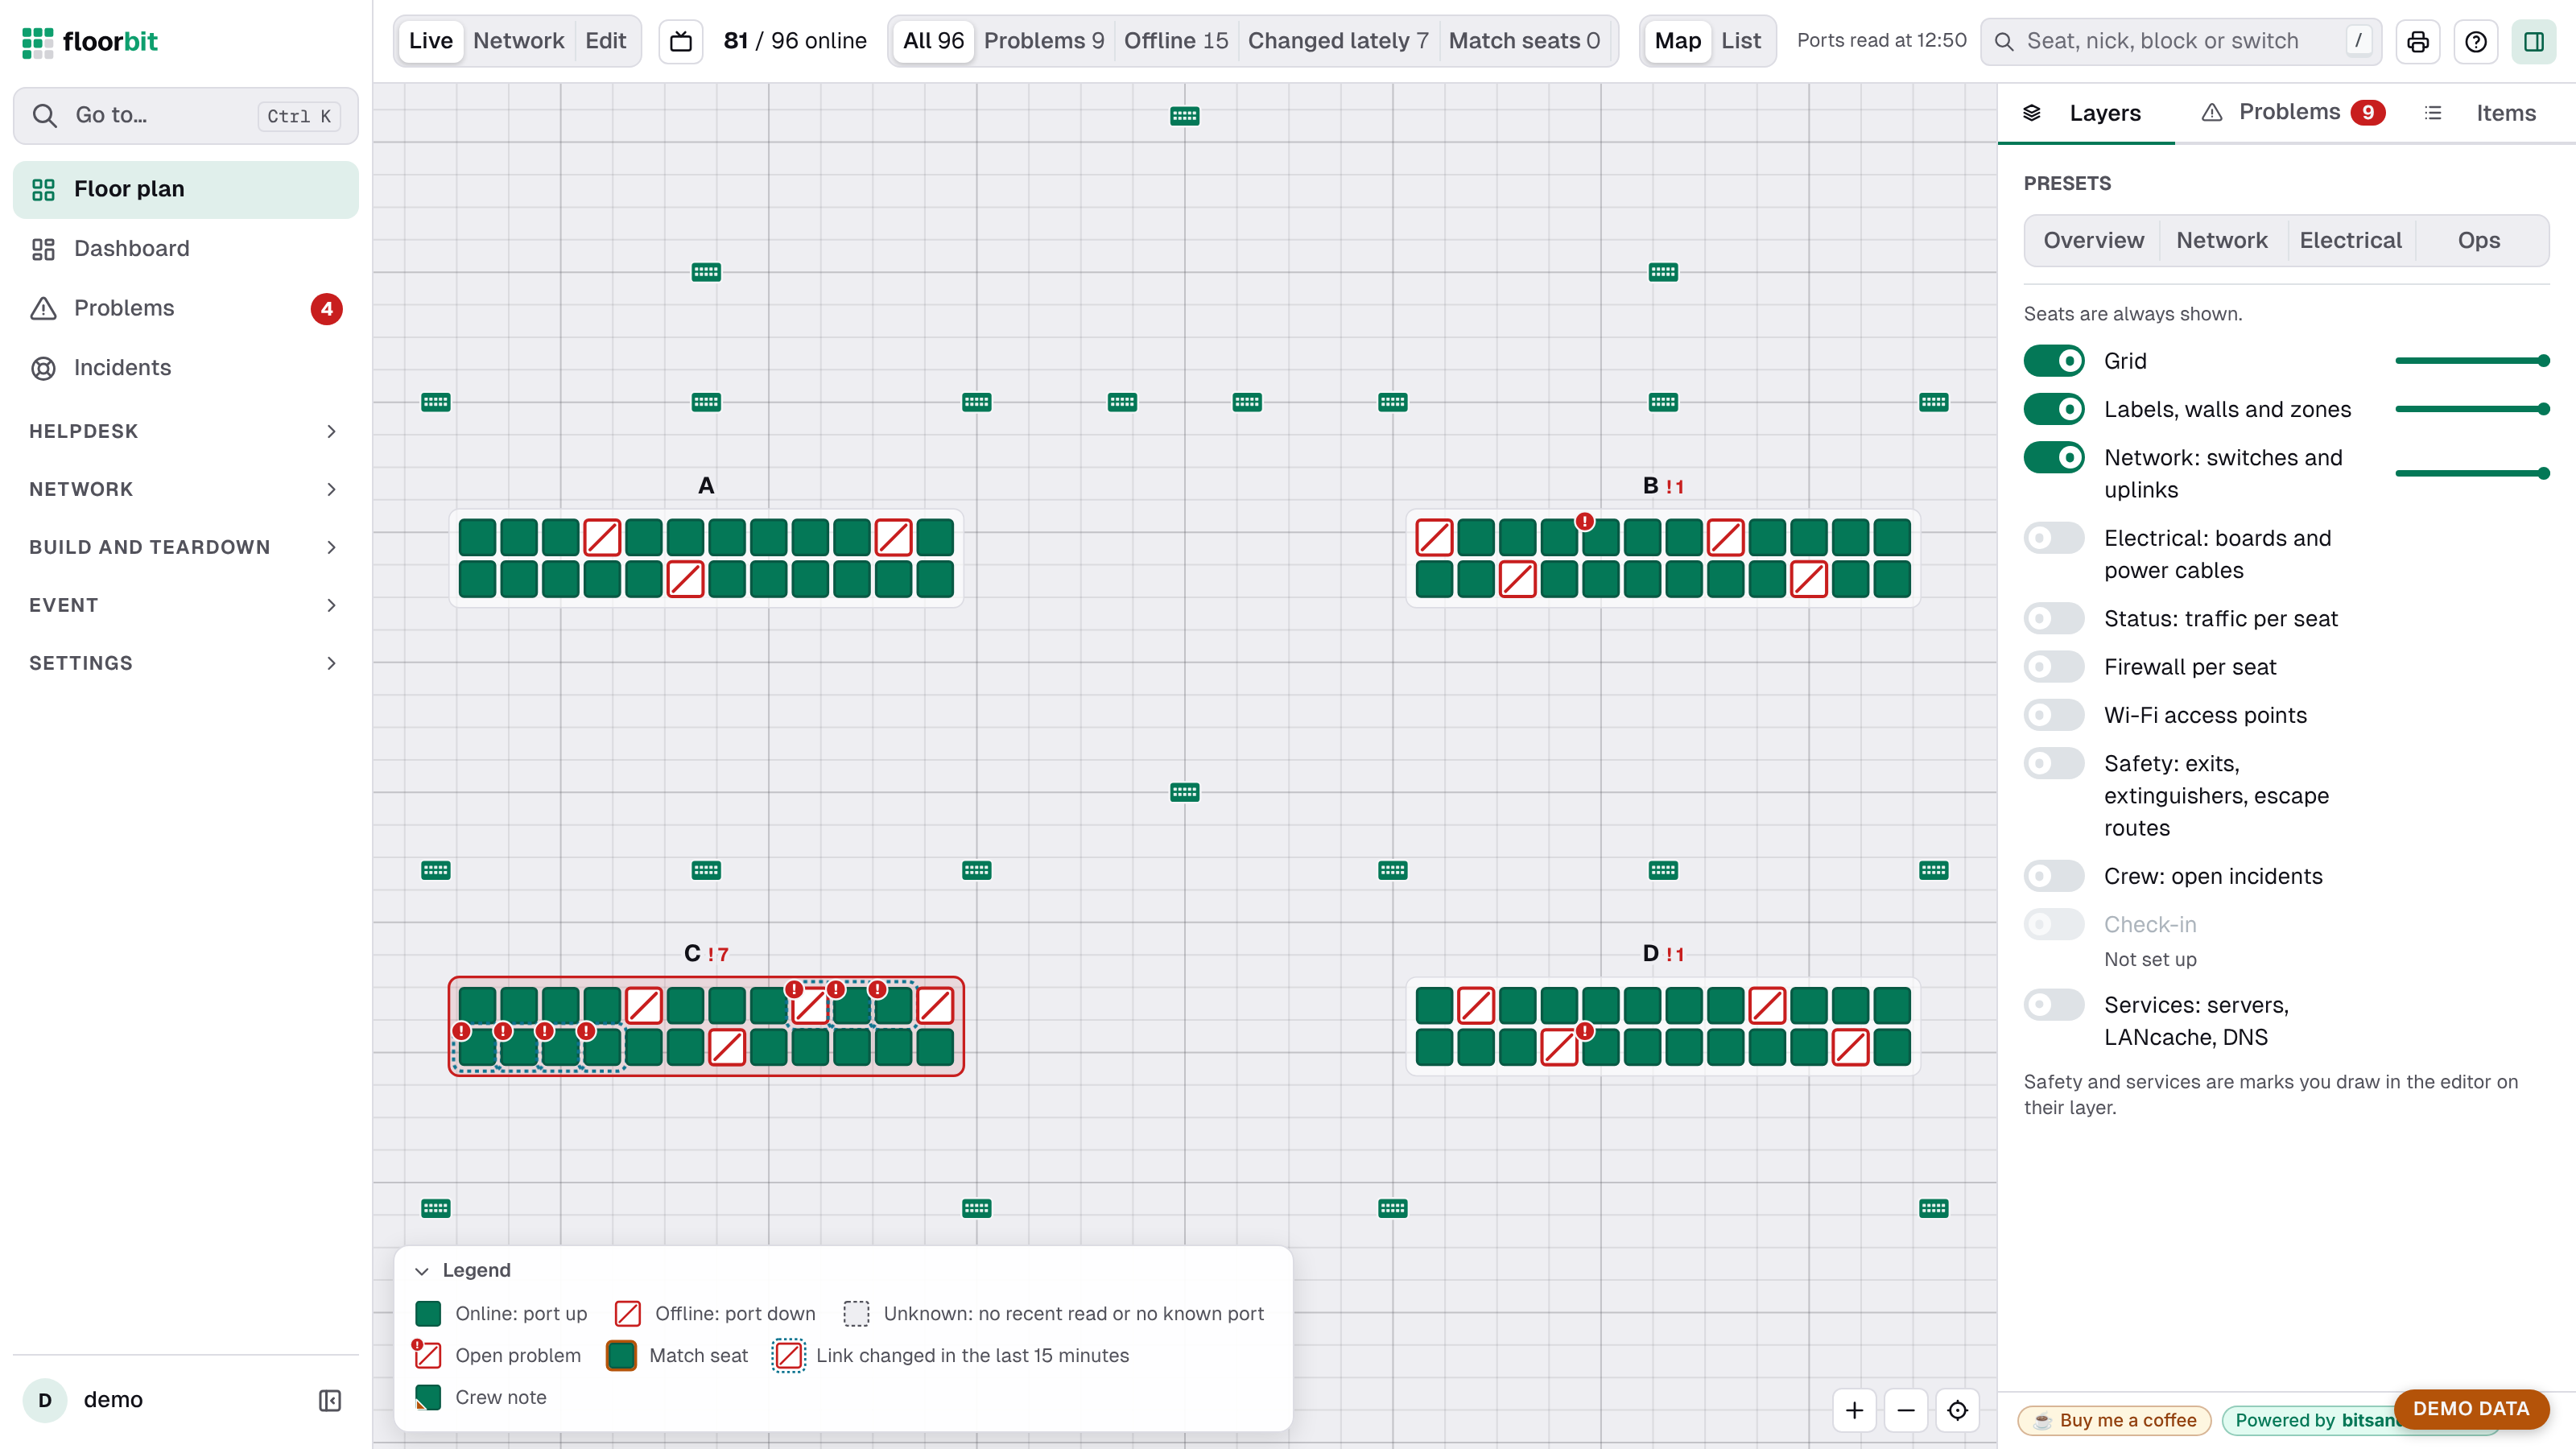 floorbit
Go to...
Ctrl K
Floor plan
Dashboard
Problems
4
Incidents
HELPDESK
NETWORK
BUILD AND TEARDOWN
EVENT
SETTINGS
D
demo
Live
Network
Edit
81 / 96 online
All 96
Problems 9
Offline 15
Changed lately 7
Match seats 0
Map
List
Ports read at 12:50
Seat, nick, block or switch
/
A
B !1
C !7
D !1
Legend
Online: port up
Offline: port down
Unknown: no recent read or no known port
Open problem
Match seat
Link changed in the last 15 minutes
Crew note
Layers
Problems 9
Items
PRESETS
Overview
Network
Electrical
Ops
Seats are always shown.
Grid
Labels, walls and zones
Network: switches and
uplinks
Electrical: boards and
power cables
Status: traffic per seat
Firewall per seat
Wi-Fi access points
Safety: exits,
extinguishers, escape
routes
Crew: open incidents
Check-in
Not set up
Services: servers,
LANcache, DNS
Safety and services are marks you draw in the editor on
their layer.
Buy me a coffee
Powered by
DEMO DATA